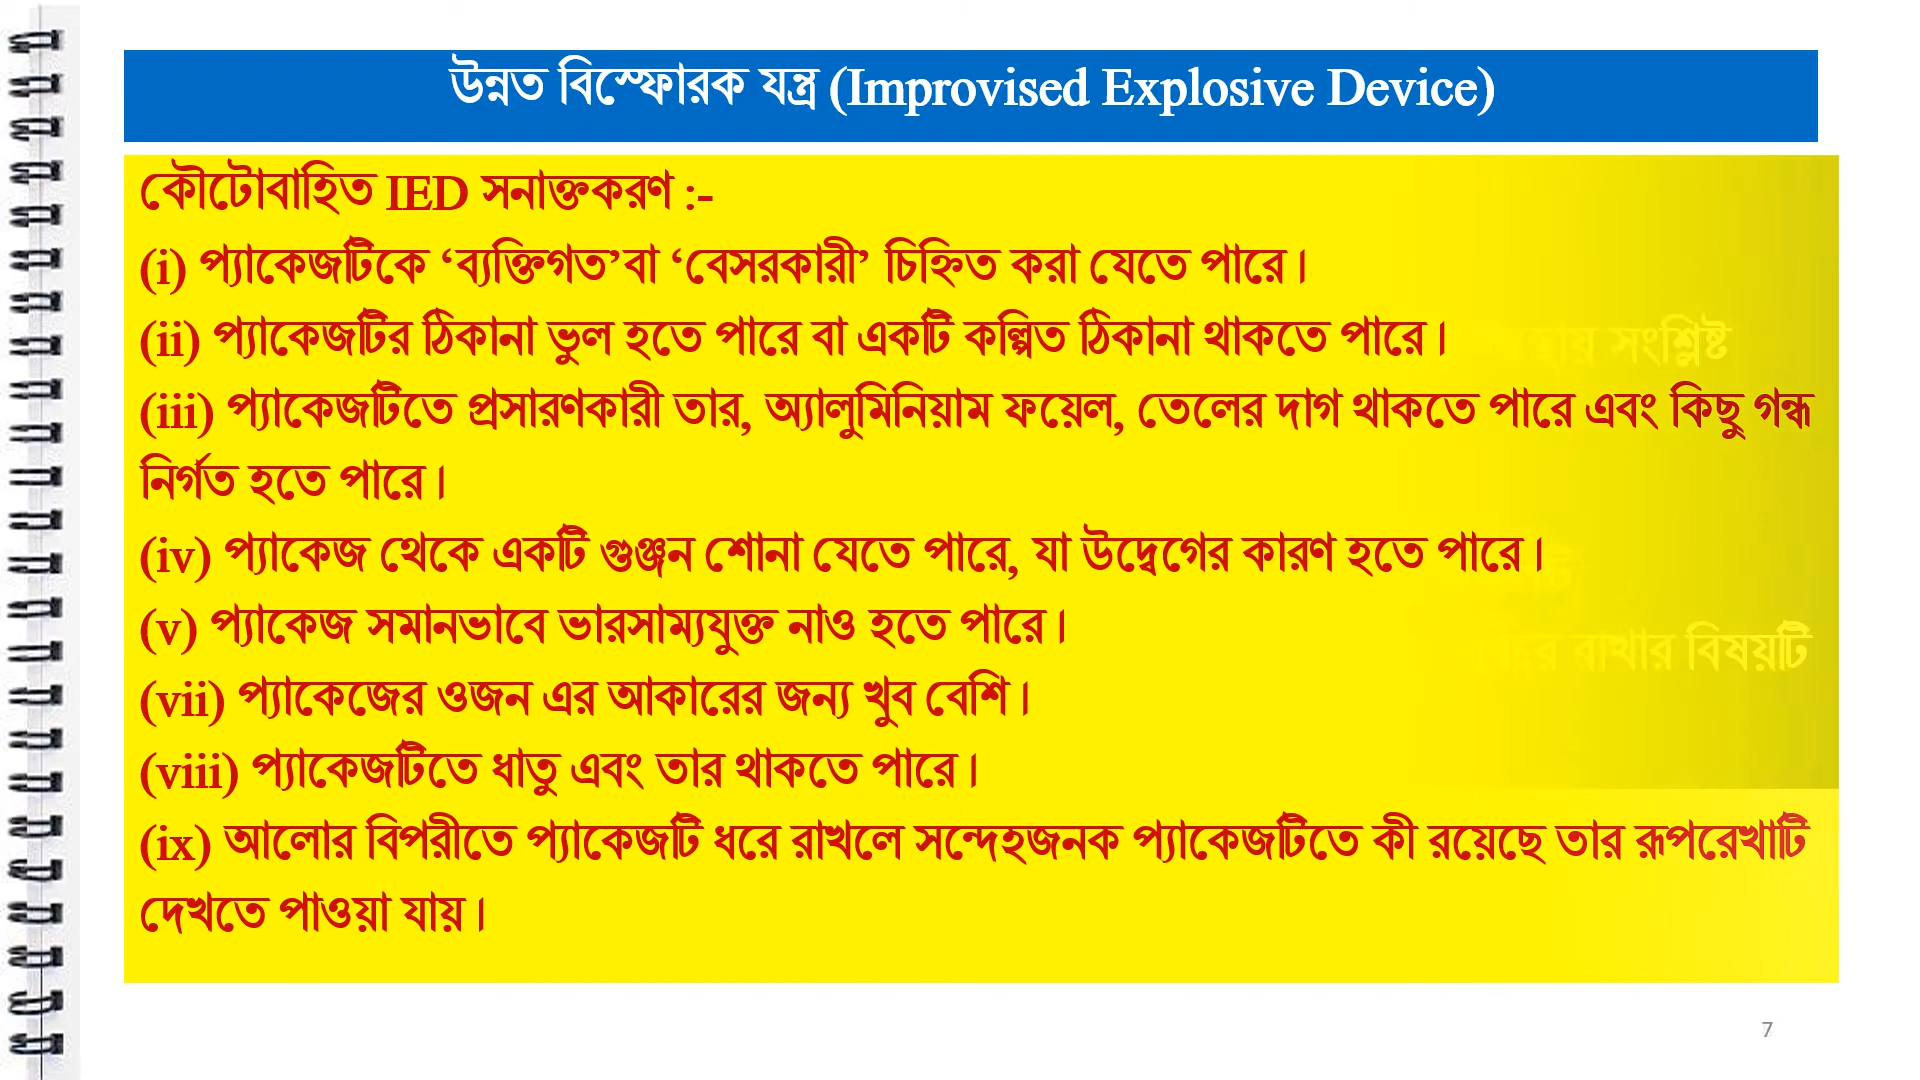 উন্নত বিস্ফোরক যন্ত্র (Improvised Explosive Device)
কৌটোবাহিত IED সনাক্তকরণ :-
(i) প্যাকেজটিকে ‘ব্যক্তিগত’বা ‘বেসরকারী’ চিহ্নিত করা যেতে পারে।
(ii) প্যাকেজটির ঠিকানা ভুল হতে পারে বা একটি কল্পিত ঠিকানা থাকতে পারে।
সংশ্লিষ্ট
(iii) প্যাকেজটিতে প্রসারণকারী তার, অ্যালুমিনিয়াম ফয়েল, তেলের দাগ থাকতে পারে এবং কিছু গন্ধ
নির্গত হতে পারে।
(iv) প্যাকেজ থেকে একটি গুঞ্জন শোনা যেতে পারে, যা উদ্বেগের কারণ হতে পারে।
(v) প্যাকেজ সমানভাবে ভারসাম্যযুক্ত নাও হতে পারে।
রাখার বিষয়টি
(vii) প্যাকেজের ওজন এর আকারের জন্য খুব বেশি।
(viii) প্যাকেজটিতে ধাতু এবং তার থাকতে পারে।
(ix) আলোর বিপরীতে প্যাকেজটি ধরে রাখলে সন্দেহজনক প্যাকেজটিতে কী রয়েছে তার রূপরেখাটি
দেখতে পাওয়া যায়।
7